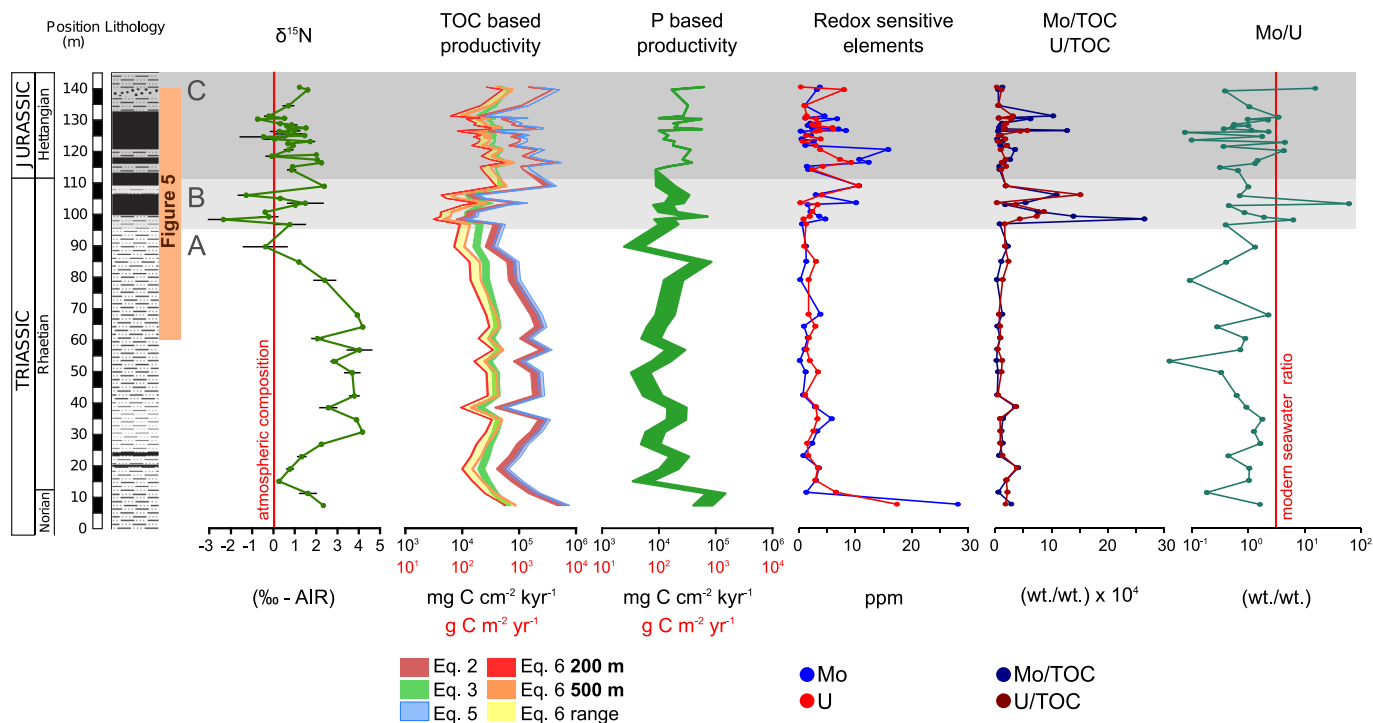 Position Lithology
(m)
δ¹⁵N
TOC based
productivity
P based
productivity
Redox sensitive
elements
Mo/TOC
U/TOC
Mo/U
JURASSIC
Hettangian
TRIASSIC
Rhaetian
Norian
140
130
120
110
100
90
80
70
60
50
40
30
20
10
0
Figure 5
C
B
A
atmospheric composition
modern seawater ratio
-3 -2 -1 0 1 2 3 4 5
10³ 10⁴ 10⁵ 10⁶
10¹ 10² 10³ 10⁴
10³ 10⁴ 10⁵ 10⁶
10¹ 10² 10³ 10⁴
0 10 20 30
0 10 20 30
10⁻¹ 10⁰ 10¹ 10²
(‰ - AIR)
mg C cm⁻² kyr⁻¹
g C m⁻² yr⁻¹
mg C cm⁻² kyr⁻¹
g C m⁻² yr⁻¹
ppm
(wt./wt.) x 10⁴
(wt./wt.)
Eq. 2 Eq. 6 200 m
Eq. 3 Eq. 6 500 m
Eq. 5 Eq. 6 range
Mo
U
Mo/TOC
U/TOC